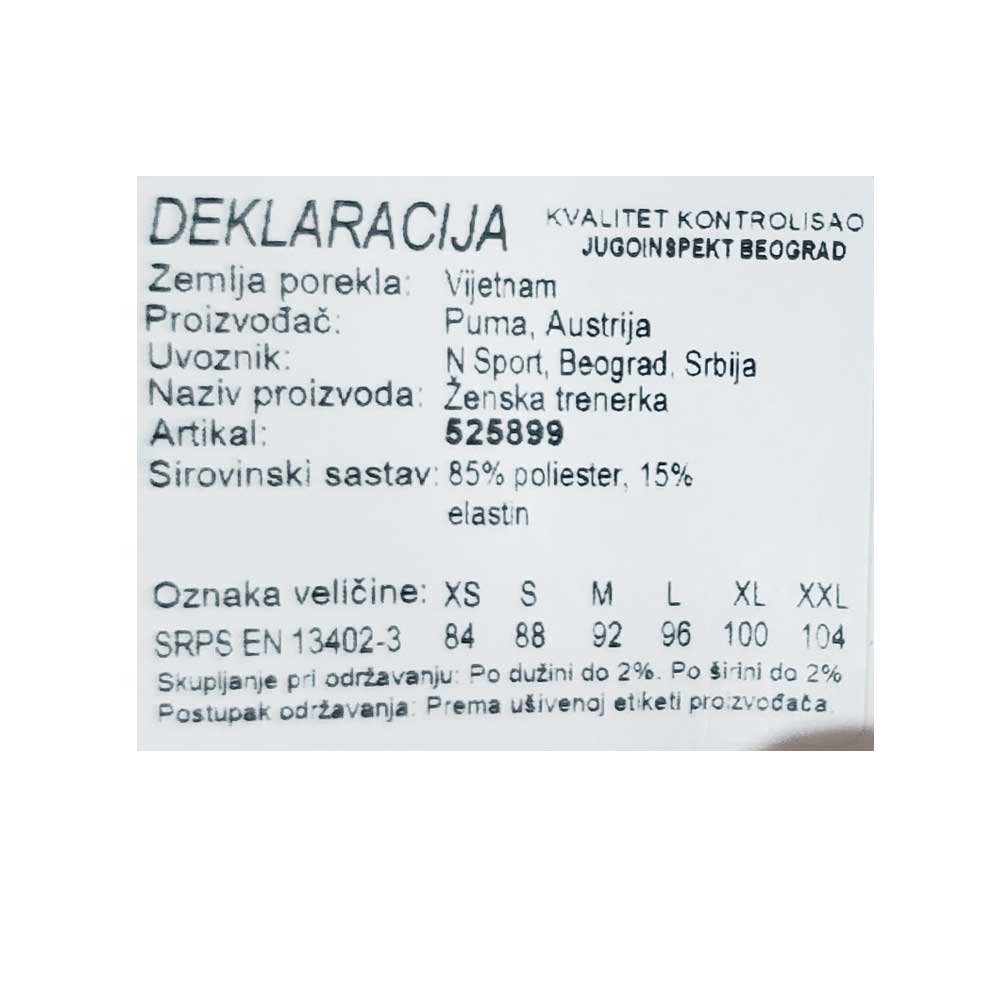 DEKLARACIJA
KVALITET KONTROLISAO
JUGOINSPEKT BEOGRAD
Zemlja porekla: Vijetnam
Proizvođač: Puma, Austrija
Uvoznik: N Sport, Beograd, Srbija
Naziv proizvoda: Ženska trenerka
Artikal: 525899
Sirovinski sastav: 85% poliester, 15%
elastin
Oznaka veličine: XS S M L XL XXL
SRPS EN 13402-3 84 88 92 96 100 104
Skupljanje pri održavanju: Po dužini do 2%. Po širini do 2%
Postupak održavanja: Prema ušivenoj etiketi proizvođača.